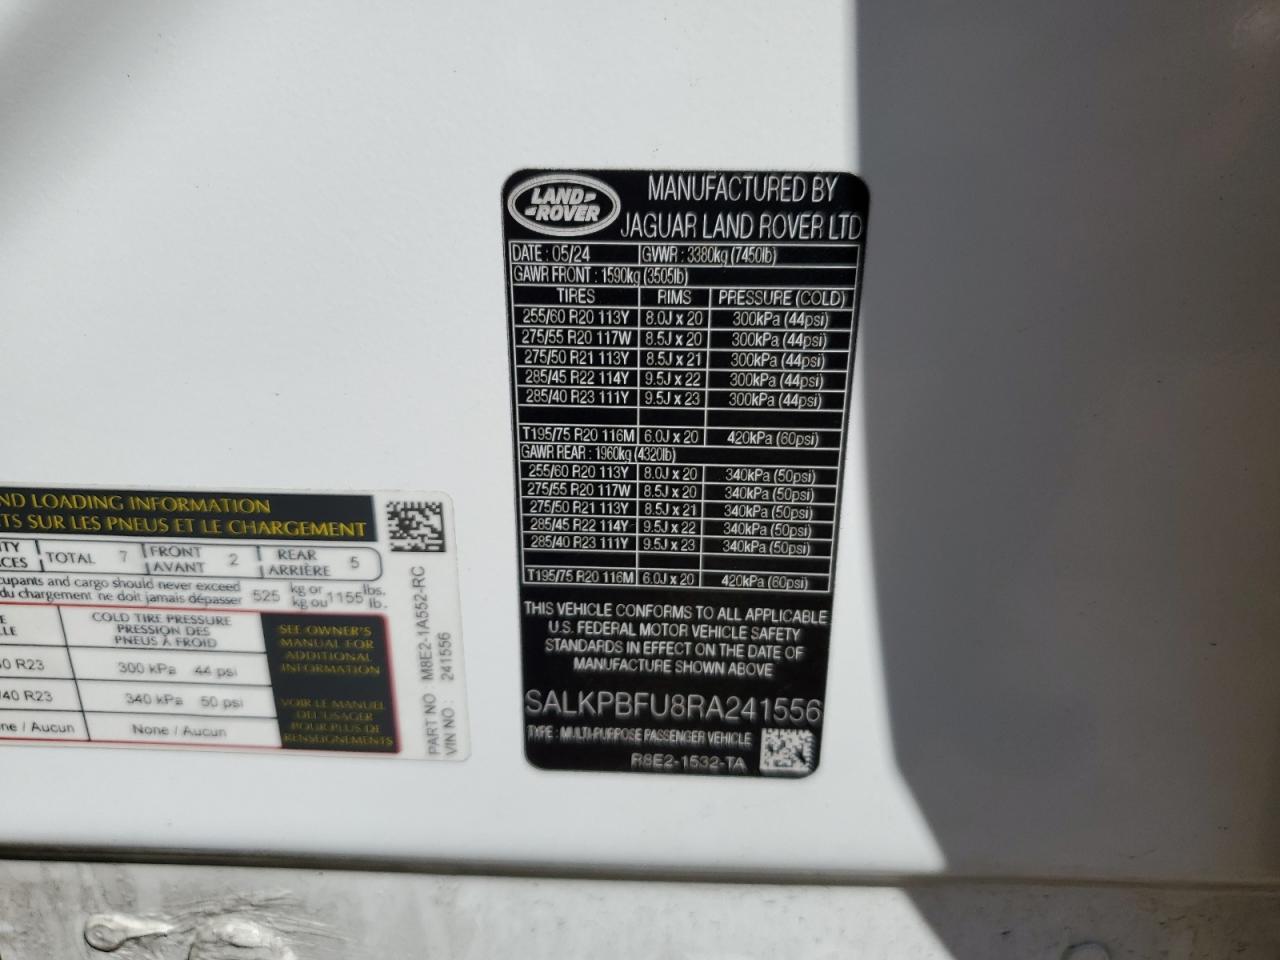 LAND
ROVER
MANUFACTURED BY
JAGUAR LAND ROVER LTD
DATE : 05/24 GVWR : 3380kg (7450lb)
GAWR FRONT : 1590kg (3505lb)
TIRES RIMS PRESSURE (COLD)
255/60 R20 113Y 8.0J x 20 300kPa (44psi)
275/55 R20 117W 8.5J x 20 300kPa (44psi)
275/50 R21 113Y 8.5J x 21 300kPa (44psi)
285/45 R22 114Y 9.5J x 22 300kPa (44psi)
285/40 R23 111Y 9.5J x 23 300kPa (44psi)
T195/75 R20 116M 6.0J x 20 420kPa (60psi)
GAWR REAR : 1960kg (4320lb)
255/60 R20 113Y 8.0J x 20 340kPa (50psi)
275/55 R20 117W 8.5J x 20 340kPa (50psi)
275/50 R21 113Y 8.5J x 21 340kPa (50psi)
285/45 R22 114Y 9.5J x 22 340kPa (50psi)
285/40 R23 111Y 9.5J x 23 340kPa (50psi)
T195/75 R20 116M 6.0J x 20 420kPa (60psi)
THIS VEHICLE CONFORMS TO ALL APPLICABLE
U.S. FEDERAL MOTOR VEHICLE SAFETY
STANDARDS IN EFFECT ON THE DATE OF
MANUFACTURE SHOWN ABOVE
SALKPBFU8RA241556
TYPE : MULTI-PURPOSE PASSENGER VEHICLE
R8E2-1532-TA
ND LOADING INFORMATION
TS SUR LES PNEUS ET LE CHARGEMENT
ITY
CES
TOTAL 7
FRONT
AVANT
2
REAR
ARRIÈRE
5
cupants and cargo should never exceed
du chargement ne doit jamais dépasser
525
kg or
kg ou
1155
lbs.
lb.
E
LLE
COLD TIRE PRESSURE
PRESSION DES
PNEUS À FROID
0 R23 300 kPa 44 psi
/40 R23 340 kPa 50 psi
ne / Aucun None / Aucun
SEE OWNER'S
MANUAL FOR
ADDITIONAL
INFORMATION
VOIR LE MANUEL
DE L'USAGER
POUR PLUS DE
RENSEIGNEMENTS
PART NO M8E2-1A552-RC
VIN NO : 241556